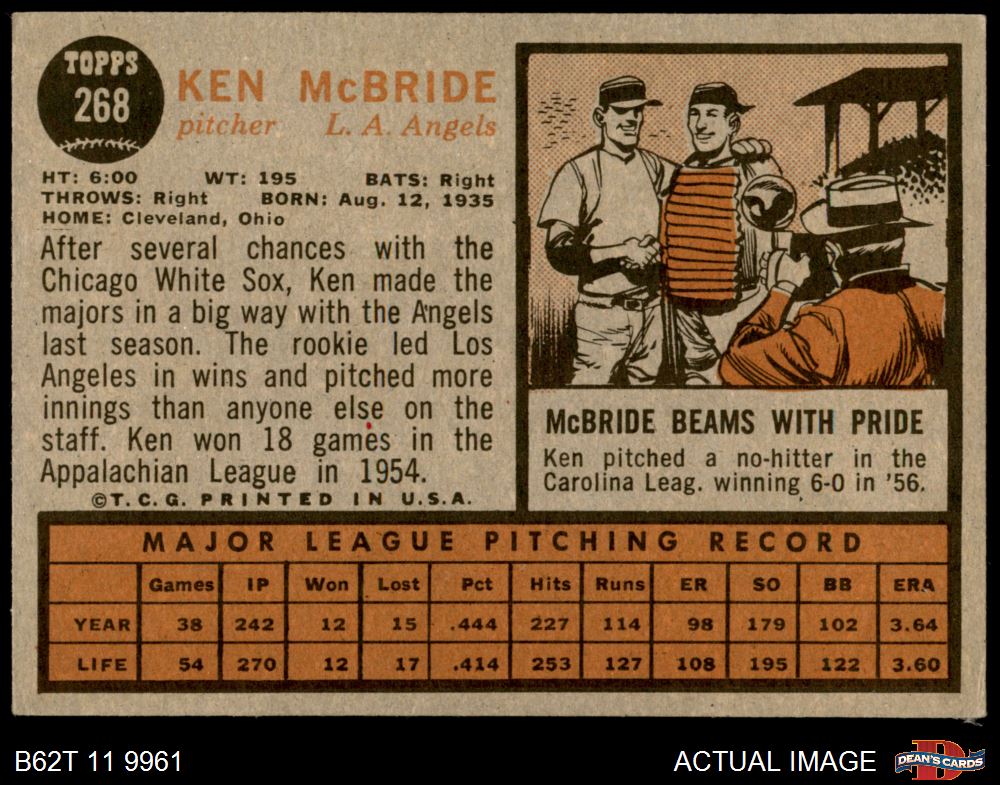 TOPPS
268
KEN McBRIDE
pitcher L. A. Angels
HT: 6:00 WT: 195 BATS: Right
THROWS: Right BORN: Aug. 12, 1935
HOME: Cleveland, Ohio
After several chances with the
Chicago White Sox, Ken made the
majors in a big way with the Angels
last season. The rookie led Los
Angeles in wins and pitched more
innings than anyone else on the
staff. Ken won 18 games in the
Appalachian League in 1954.
©T.C.G. PRINTED IN U.S.A.
McBRIDE BEAMS WITH PRIDE
Ken pitched a no-hitter in the
Carolina Leag. winning 6-0 in '56.
MAJOR LEAGUE PITCHING RECORD
Games IP Won Lost Pct Hits Runs ER SO BB ERA
YEAR 38 242 12 15 .444 227 114 98 179 102 3.64
LIFE 54 270 12 17 .414 253 127 108 195 122 3.60
B62T 11 9961 ACTUAL IMAGE
DEAN'S CARDS